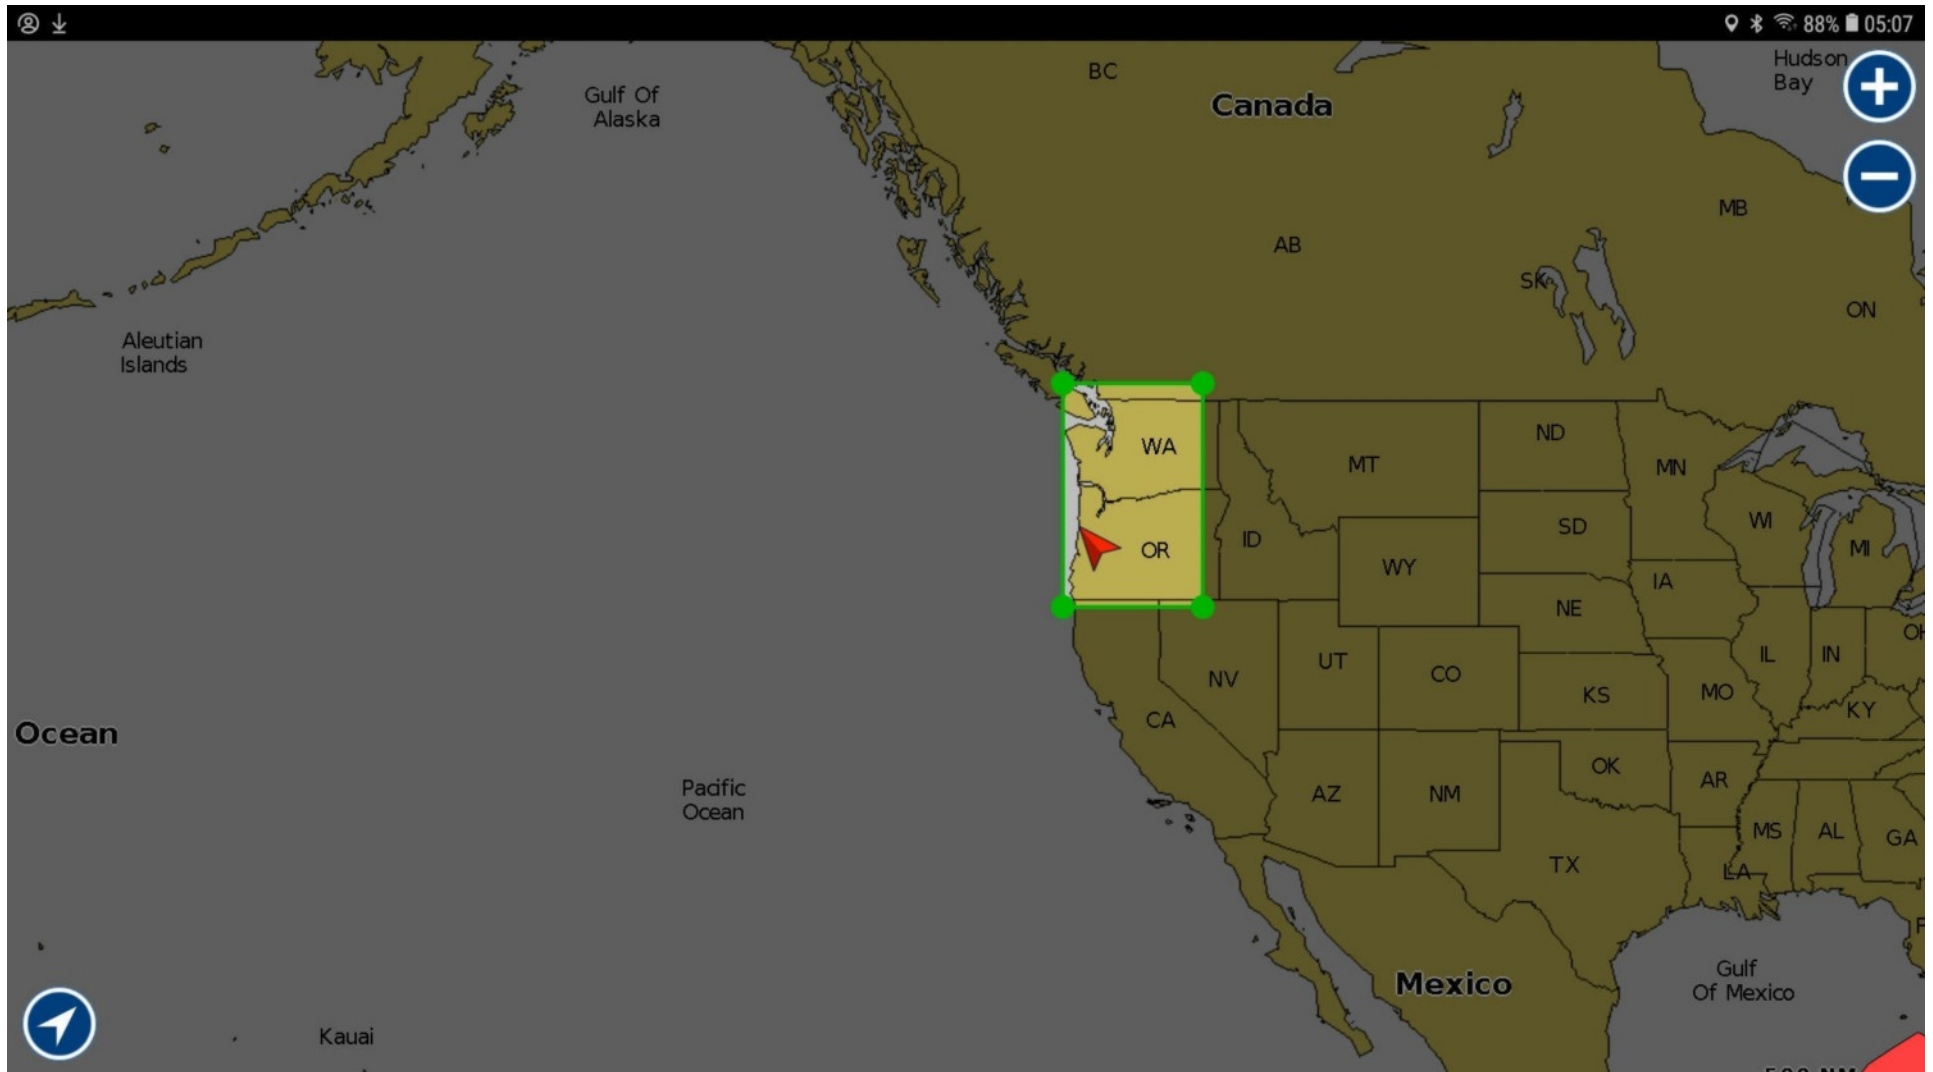 88% 05:07
Hudson
Bay
BC
Gulf Of
Alaska
Canada
MB
AB
SK
ON
Aleutian
Islands
WA
ND
MT
MN
SD
WI
MI
OR
ID
WY
IA
NE
UT
CO
IL
IN
NV
KS
MO
KY
CA
Ocean
OK
AR
AZ
NM
Pacific
Ocean
MS
AL
GA
TX
LA
Gulf
Of Mexico
Mexico
Kauai